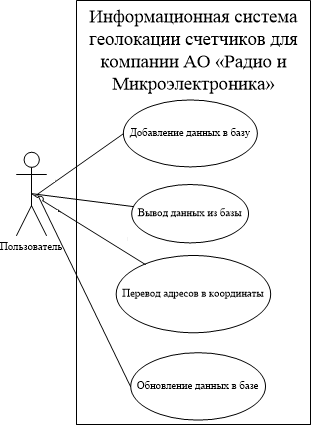 Информационная система
геолокации счетчиков для
компании АО «Радио и
Микроэлектроника»
Добавление данных в базу
Вывод данных из базы
Пользователь
Перевод адресов в координаты
Обновление данных в базе